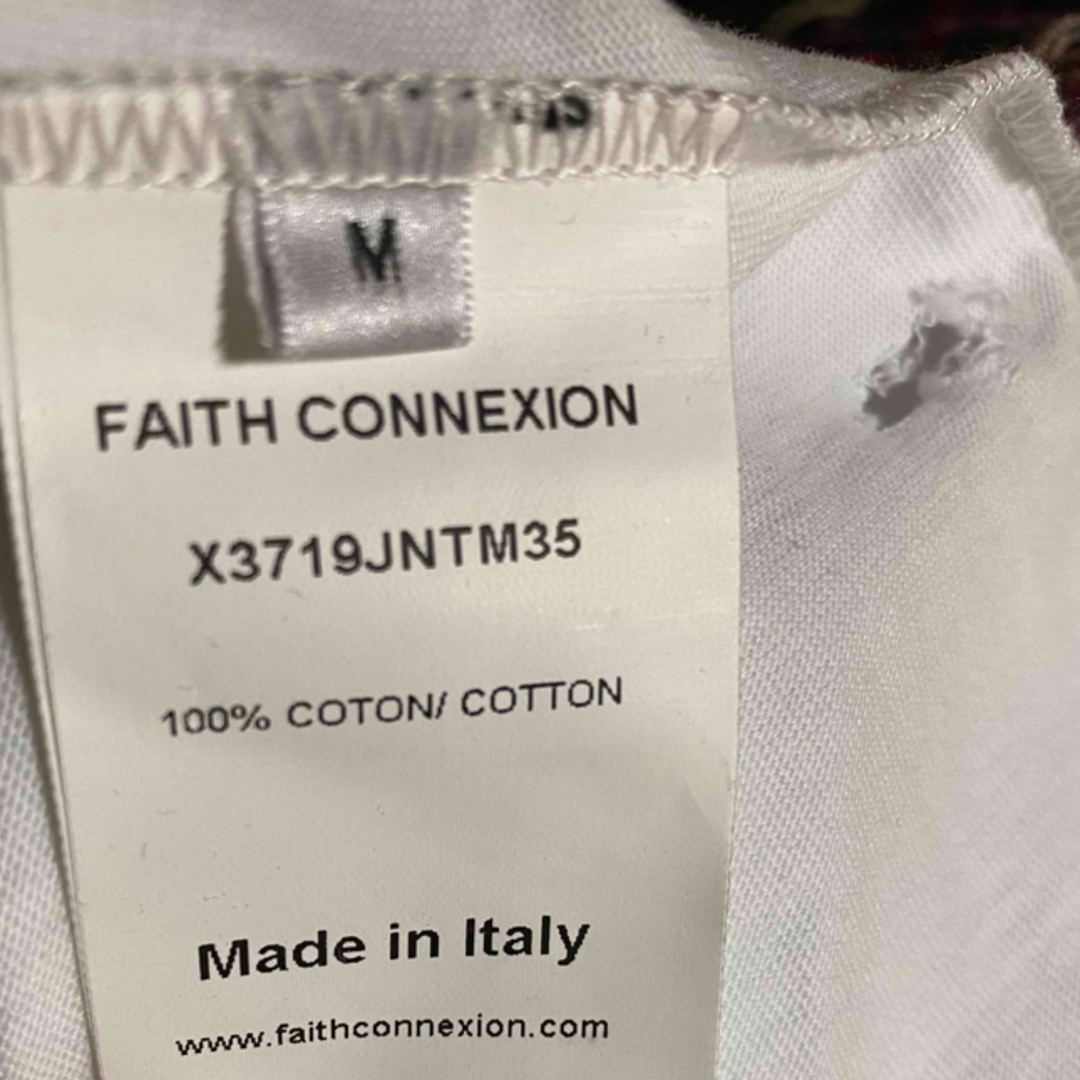 M
FAITH CONNEXION
X3719JNTM35
100% COTON/ COTTON
Made in Italy
www.faithconnexion.com